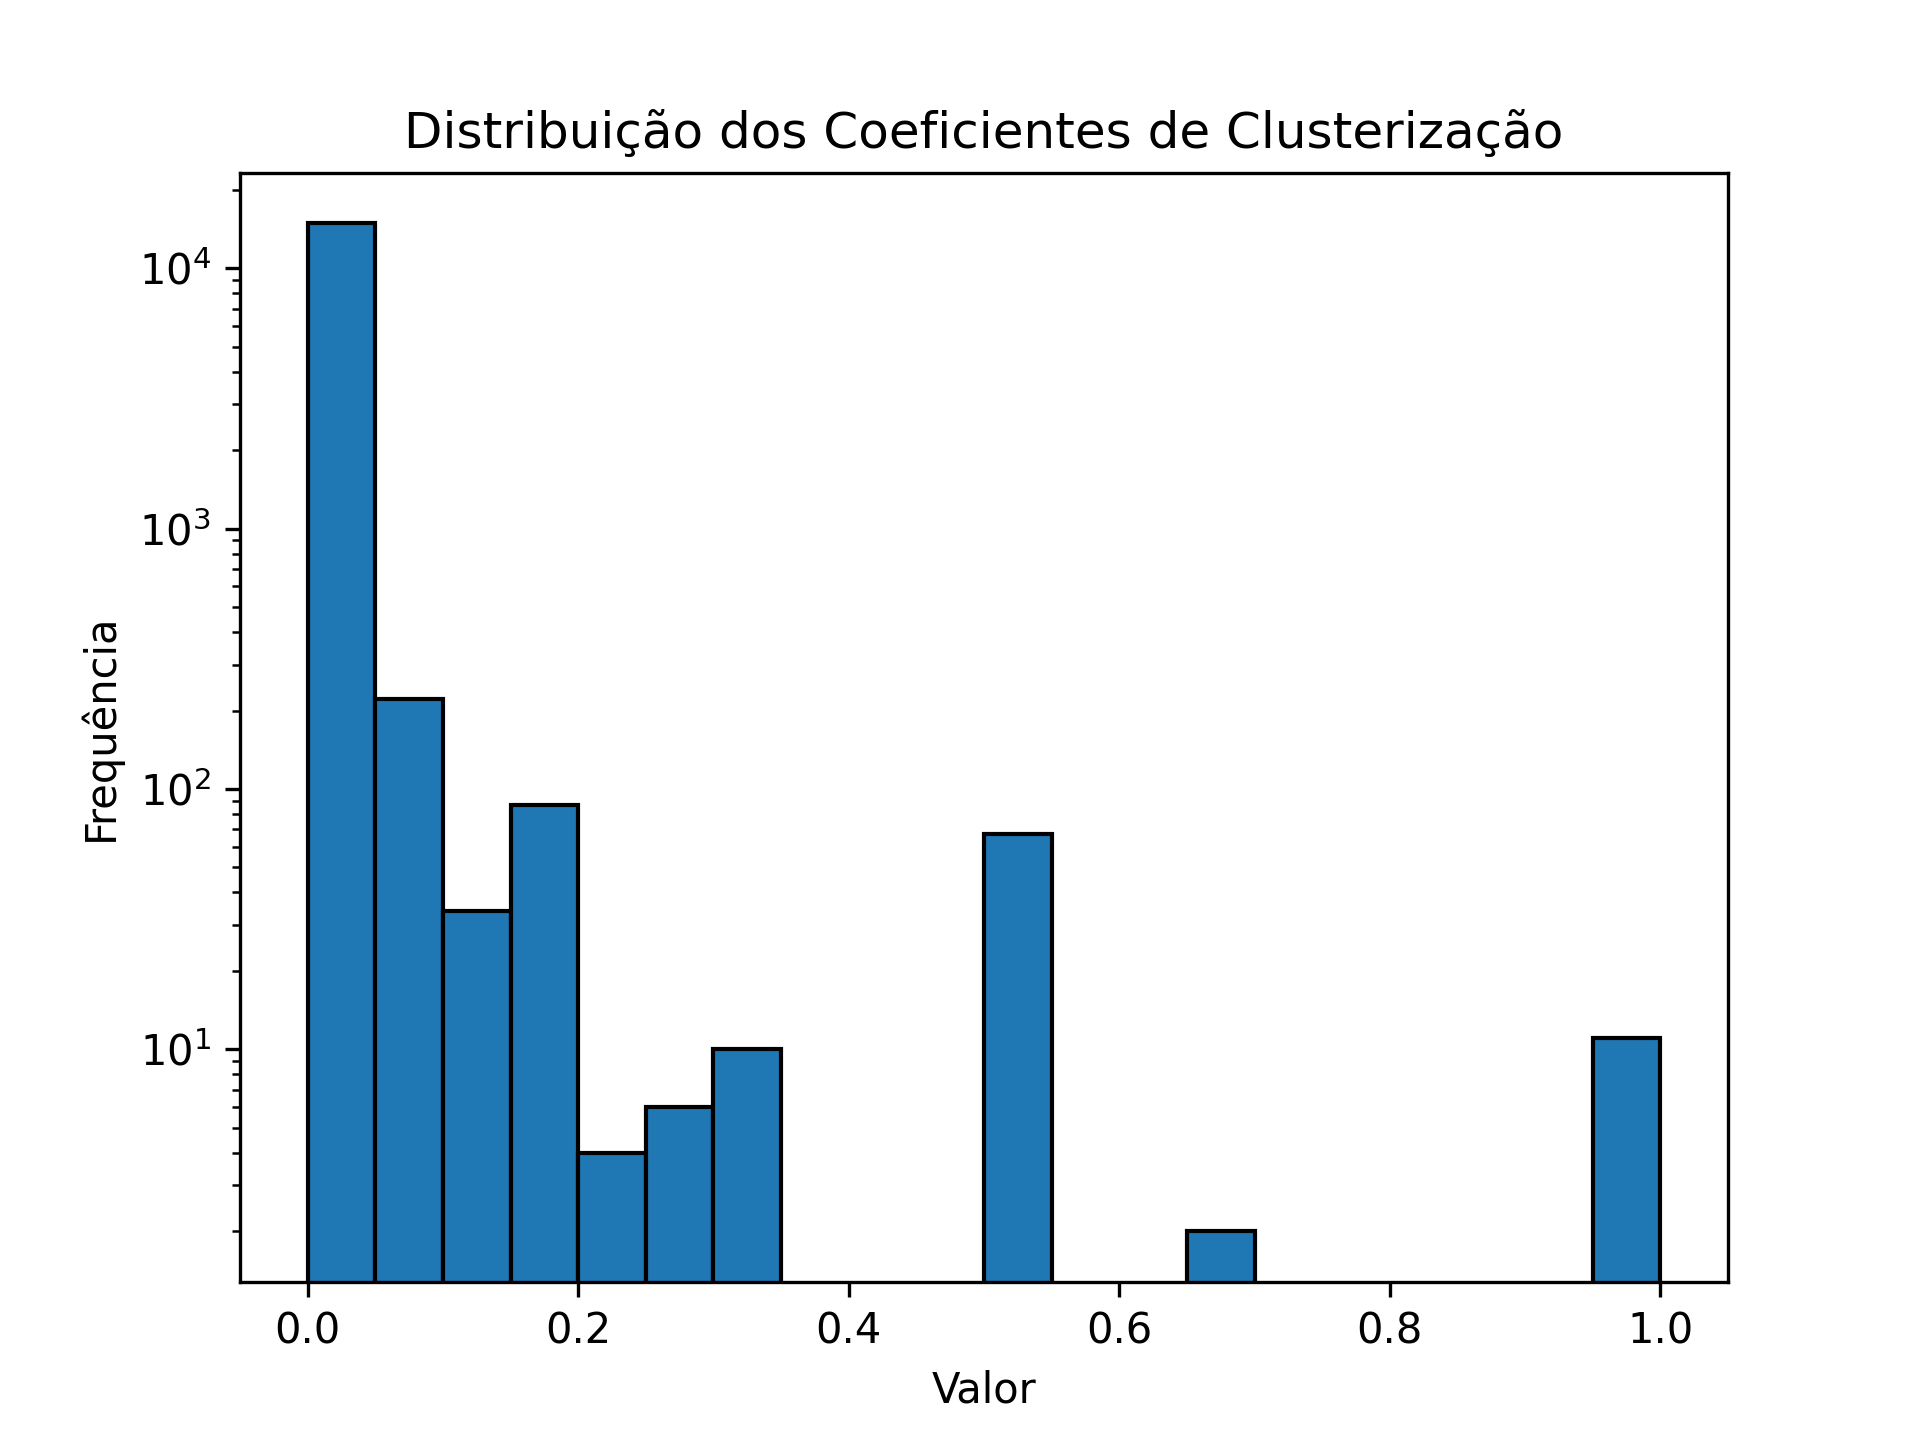 Distribuição dos Coeficientes de Clusterização
Frequência
10⁴
10³
10²
10¹
0.0 0.2 0.4 0.6 0.8 1.0
Valor